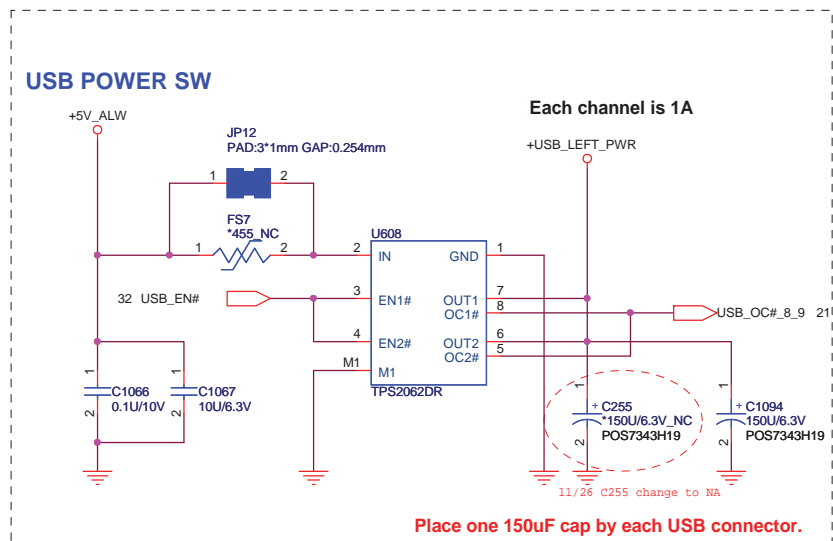 USB POWER SW
+5V_ALW
Each channel is 1A
JP12
PAD:3*1mm GAP:0.254mm
+USB_LEFT_PWR
1
2
FS7
*455_NC
1
2
U608
2
IN
GND
1
32 USB_EN#
3
EN1#
OUT1
7
OC1#
8
USB_OC#_8_9 21
4
EN2#
OUT2
6
OC2#
5
M1
M1
TPS2062DR
1
C1066
0.1U/10V
2
1
C1067
10U/6.3V
2
1
+
C255
*150U/6.3V_NC
POS7343H19
2
1
+
C1094
150U/6.3V
POS7343H19
2
11/26 C255 change to NA
Place one 150uF cap by each USB connector.